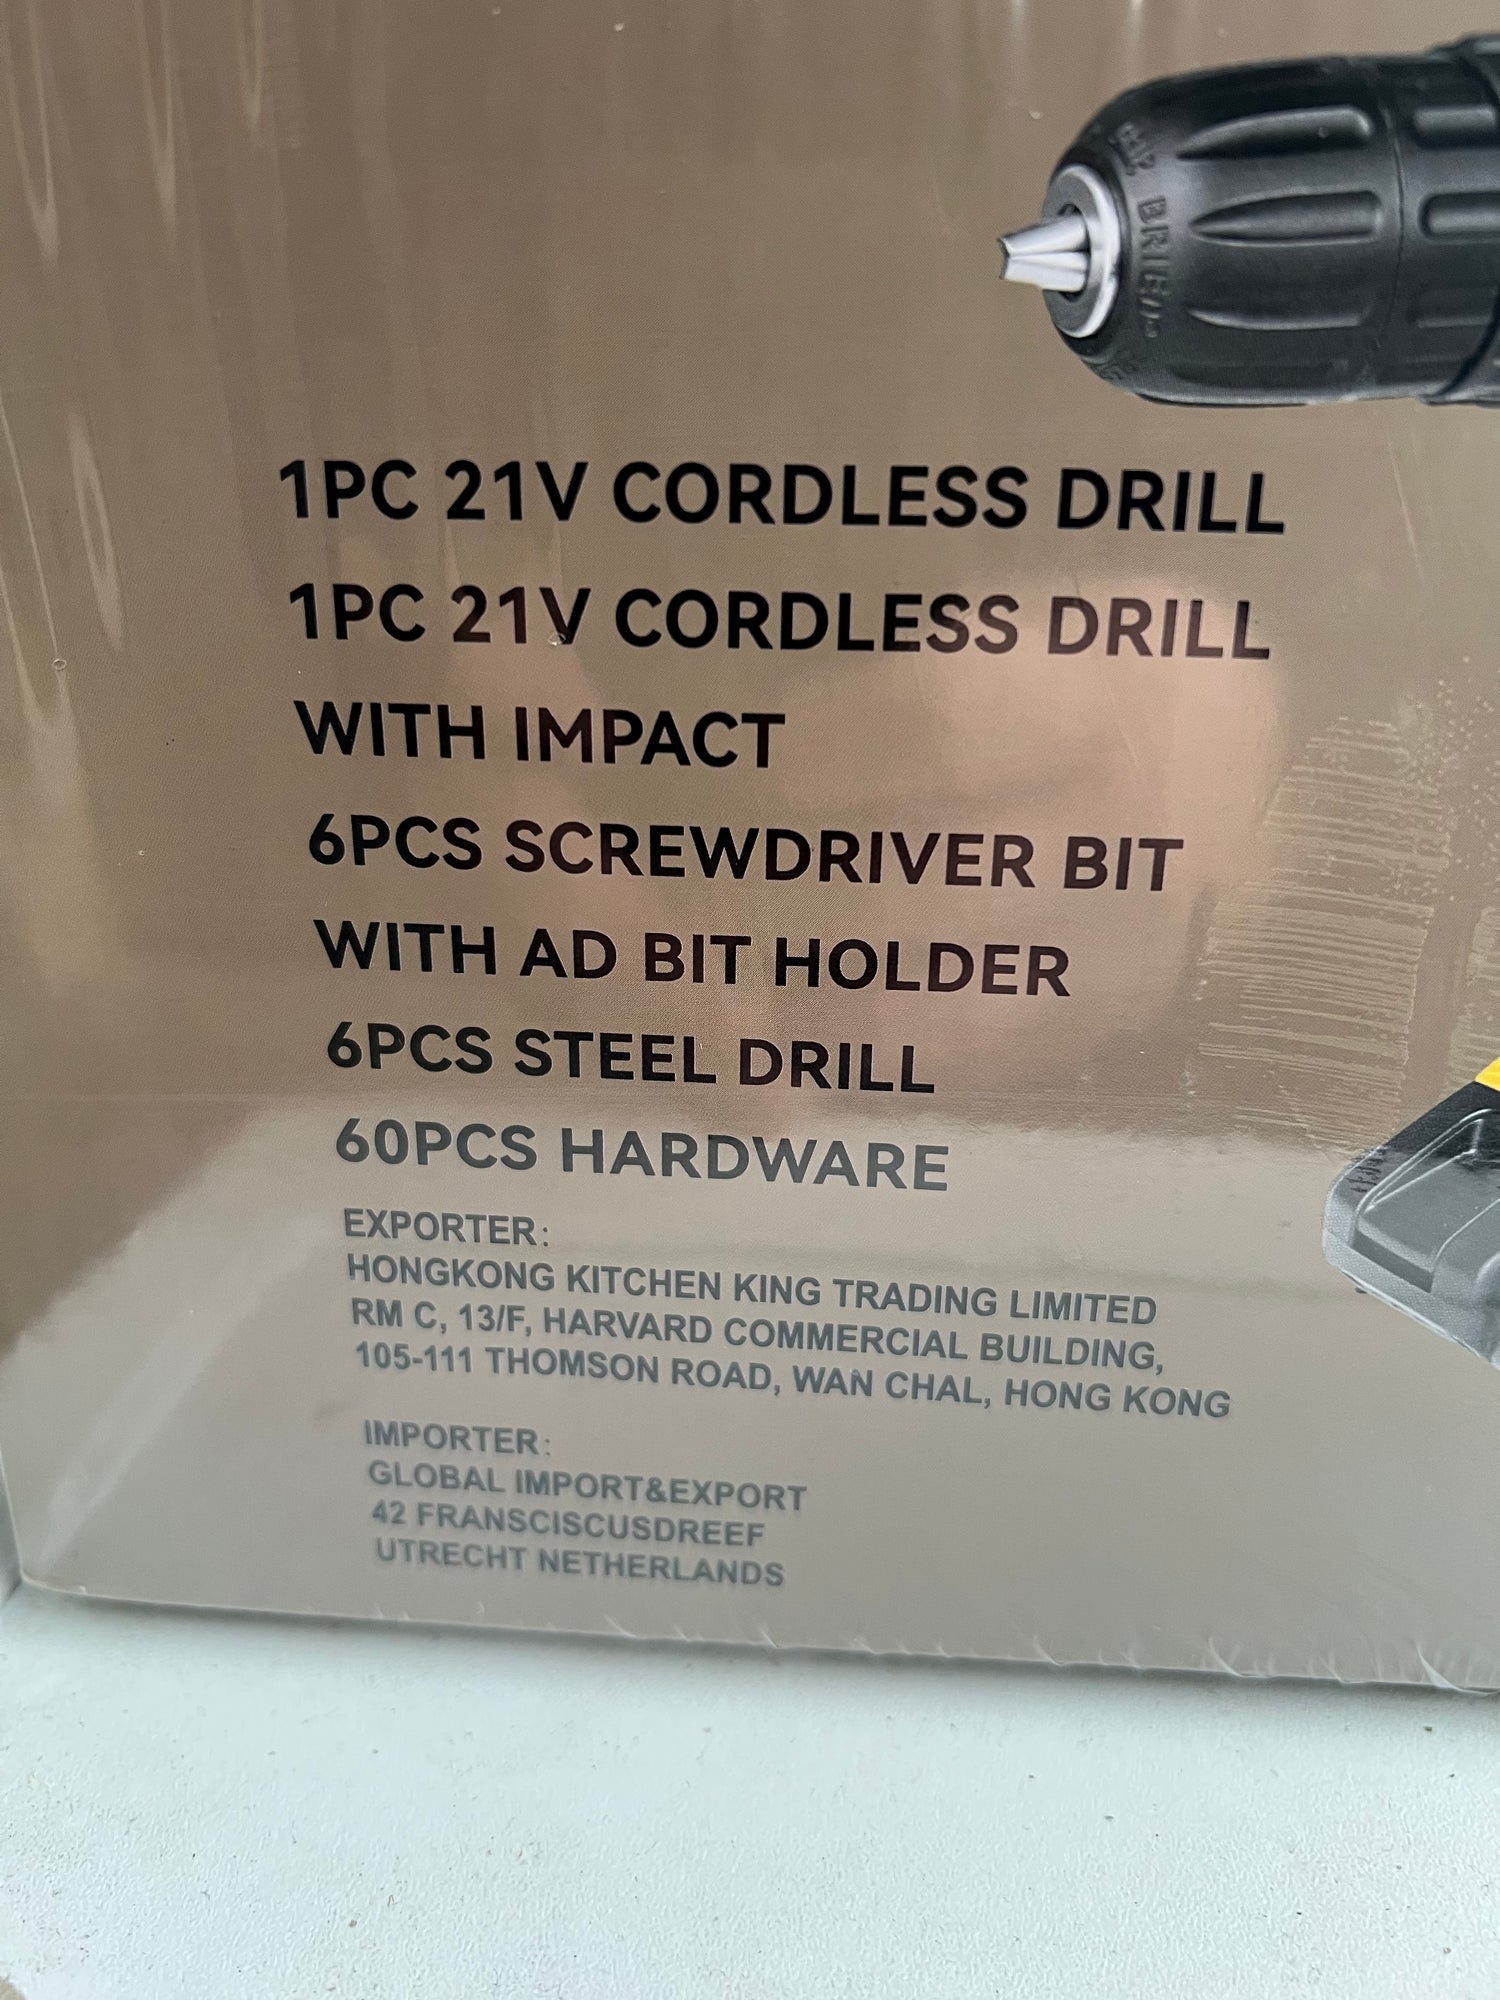 1PC 21V CORDLESS DRILL
1PC 21V CORDLESS DRILL
WITH IMPACT
6PCS SCREWDRIVER BIT
WITH AD BIT HOLDER
6PCS STEEL DRILL
60PCS HARDWARE
EXPORTER:
HONGKONG KITCHEN KING TRADING LIMITED
RM C, 13/F, HARVARD COMMERCIAL BUILDING,
105-111 THOMSON ROAD, WAN CHAL, HONG KONG
IMPORTER:
GLOBAL IMPORT&EXPORT
42 FRANSCISCUSDREEF
UTRECHT NETHERLANDS